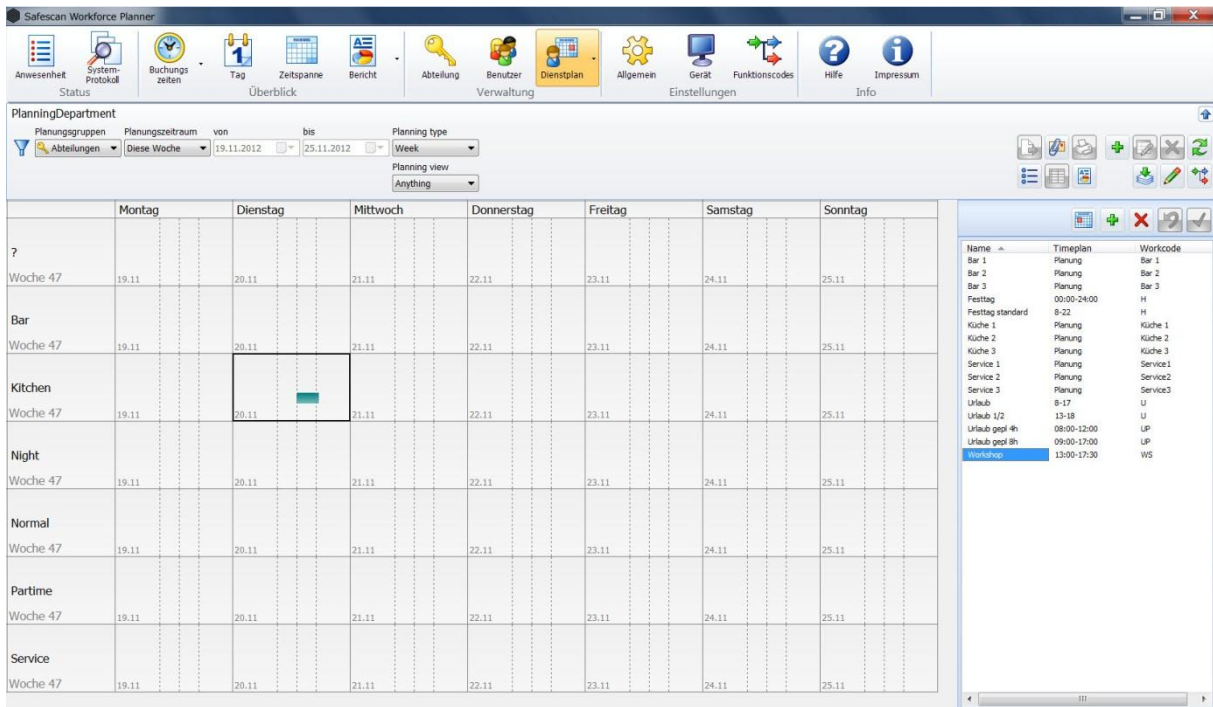 Safescan Workforce Planner
Anwesenheit System-Protokoll Buchungs zeiten Tag Zeitspanne Bericht Abteilung Benutzer Dienstplan Allgemein Gerät Funktionscodes Hilfe Impressum
Status Überblick Verwaltung Einstellungen Info
PlanningDepartment
Planungsgruppen Planungszeitraum von bis Planning type
Abteilungen Diese Woche 19.11.2012 25.11.2012 Week
Planning view
Anything
Montag Dienstag Mittwoch Donnerstag Freitag Samstag Sonntag
?
Woche 47 19.11 20.11 21.11 22.11 23.11 24.11 25.11
Bar
Woche 47 19.11 20.11 21.11 22.11 23.11 24.11 25.11
Kitchen
Woche 47 19.11 20.11 21.11 22.11 23.11 24.11 25.11
Night
Woche 47 19.11 20.11 21.11 22.11 23.11 24.11 25.11
Normal
Woche 47 19.11 20.11 21.11 22.11 23.11 24.11 25.11
Partime
Woche 47 19.11 20.11 21.11 22.11 23.11 24.11 25.11
Service
Woche 47 19.11 20.11 21.11 22.11 23.11 24.11 25.11
Name Timeplan Workcode
Bar 1 Planung Bar 1
Bar 2 Planung Bar 2
Bar 3 Planung Bar 3
Festtag 00:00-24:00 H
Festtag standard 8-22 H
Küche 1 Planung Küche 1
Küche 2 Planung Küche 2
Küche 3 Planung Küche 3
Service 1 Planung Service1
Service 2 Planung Service2
Service 3 Planung Service3
Urlaub 8-17 U
Urlaub 1/2 13-18 U
Urlaub gepl 4h 08:00-12:00 UP
Urlaub gepl 8h 09:00-17:00 UP
Workshop 13:00-17:30 WS